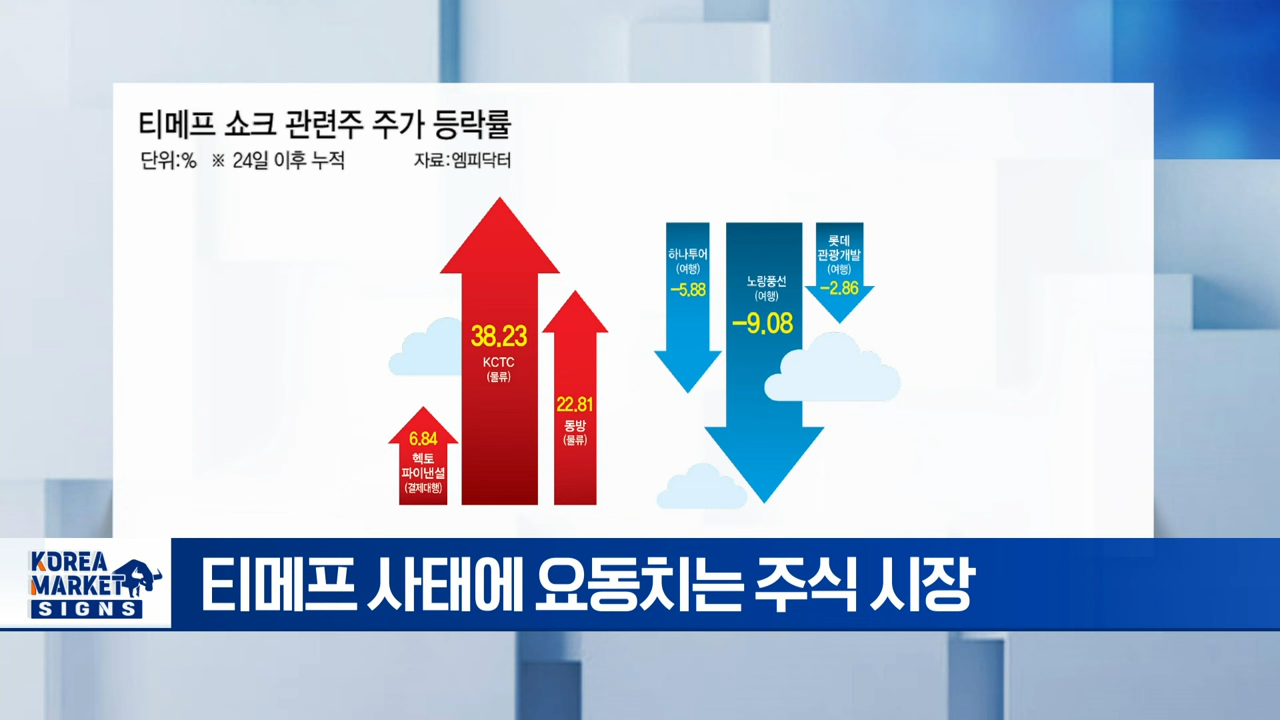 티메프 쇼크 관련주 주가 등락률
단위:% ※ 24일 이후 누적 자료:엠피닥터
6.84
헥토
파이낸셜
(결제대행)
38.23
KCTC
(물류)
22.81
동방
(물류)
하나투어
(여행)
-5.88
노랑풍선
(여행)
-9.08
롯데
관광개발
(여행)
-2.86
KOREA
MARKET
SIGNS
티메프 사태에 요동치는 주식 시장